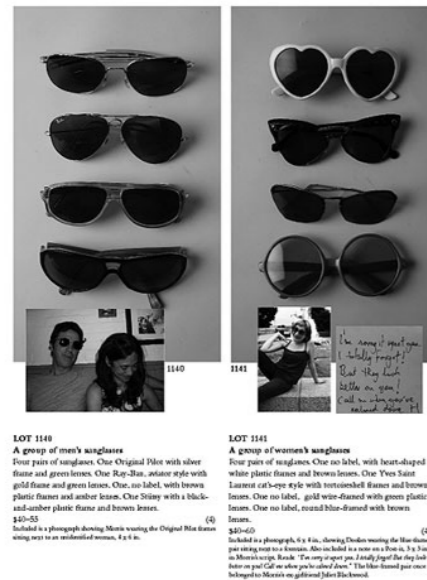 1140
1141
I'm sorry I upset you.
I totally forgot!
But they look
better on you!
Call me when you've
calmed down. H
LOT 1140
A group of men's sunglasses
Four pairs of sunglasses. One Original Pilot with silver
frame and green lenses. One Ray-Ban, aviator style with
gold frame and green lenses. One, no label, with brown
plastic frames and amber lenses. One Sting with a black-
and-amber plastic frame and brown lenses.
$40–55 (4)
Included is a photograph showing Morris wearing the Original Pilot frames
sitting next to an unidentified woman, 4 x 6 in.
LOT 1141
A group of women's sunglasses
Four pairs of sunglasses. One no label, with heart-shaped
white plastic frames and brown lenses. One Yves Saint
Laurent cat's-eye style with tortoiseshell frames and brown
lenses. One no label, gold wire-framed with green plastic
lenses. One no label, round blue-framed with brown
lenses.
$40–60 (4)
Included is a photograph, 6 x 4 in., showing Doolan wearing the blue-framed
pair sitting next to a fountain. Also included is a note on a Post-it, 3 x 3 in.
in Morris's script. Reads: "I'm sorry I upset you. I totally forgot! But they look
better on you! Call me when you've calmed down." The blue-framed pair once
belonged to Morris's ex girlfriend Juliet Blackwood.